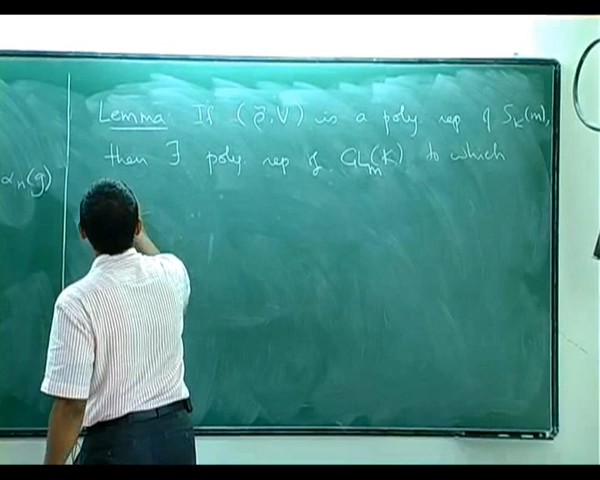 Lemma If (ρ̃, V) is a poly. rep of S_K(m),
then ∃ poly. rep of GL_m(K) to which
α_n(g)